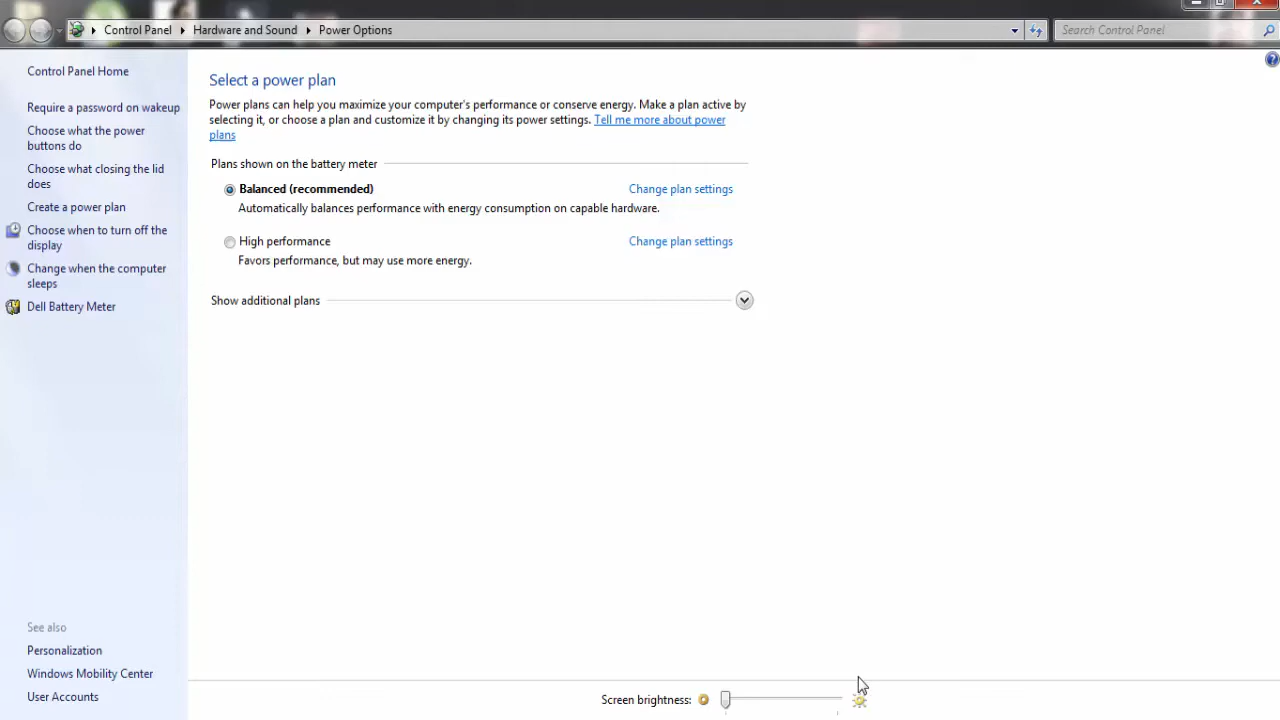 Control Panel Hardware and Sound Power Options
Search Control Panel
Control Panel Home
Require a password on wakeup
Choose what the power
buttons do
Choose what closing the lid
does
Create a power plan
Choose when to turn off the
display
Change when the computer
sleeps
Dell Battery Meter
See also
Personalization
Windows Mobility Center
User Accounts
Select a power plan
Power plans can help you maximize your computer's performance or conserve energy. Make a plan active by
selecting it, or choose a plan and customize it by changing its power settings. Tell me more about power
plans
Plans shown on the battery meter
Balanced (recommended) Change plan settings
Automatically balances performance with energy consumption on capable hardware.
High performance Change plan settings
Favors performance, but may use more energy.
Show additional plans
Screen brightness: